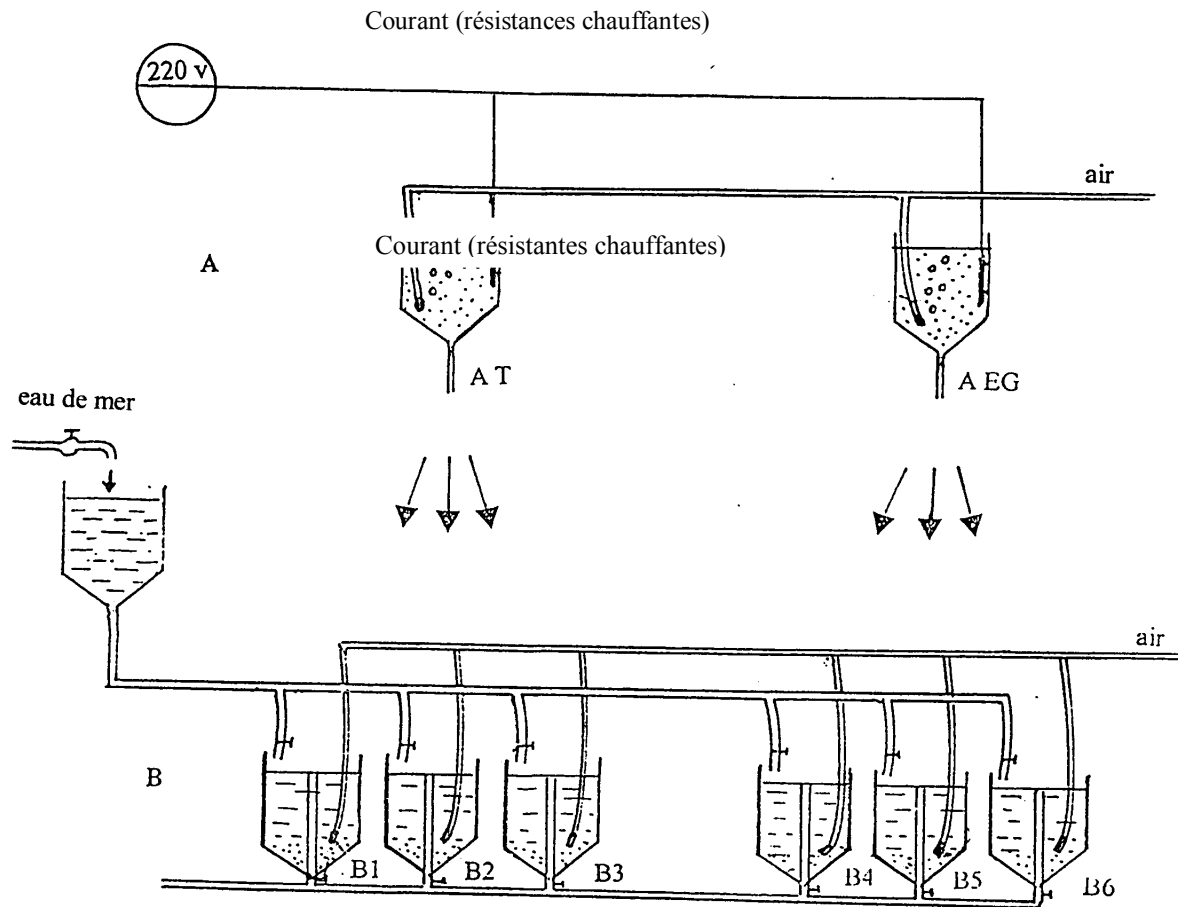 Courant (résistances chauffantes)
220 v
air
Courant (résistantes chauffantes)
A
A T
A EG
eau de mer
air
B
B1
B2
B3
B4
B5
B6